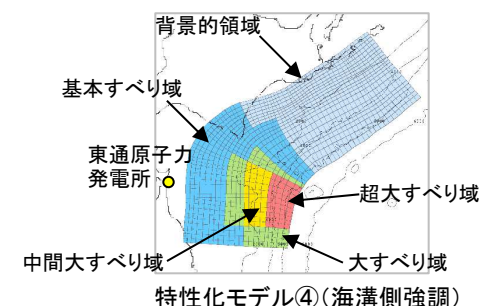 背景的領域
基本すべり域
東通原子力
発電所
超大すべり域
中間大すべり域
大すべり域
特性化モデル④(海溝側強調)